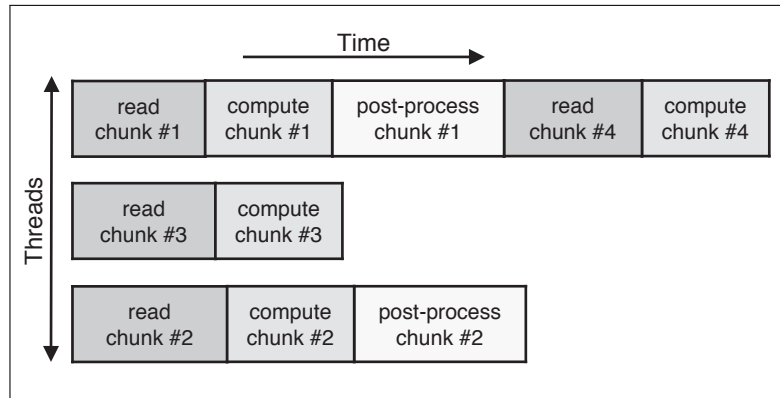 Time
Threads
read
chunk #1
compute
chunk #1
post-process
chunk #1
read
chunk #4
compute
chunk #4
read
chunk #3
compute
chunk #3
read
chunk #2
compute
chunk #2
post-process
chunk #2